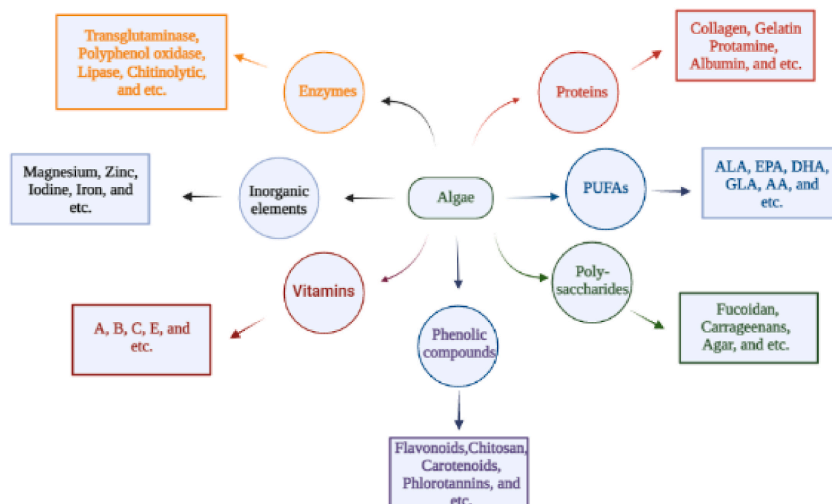 Transglutaminase,
Polyphenol oxidase,
Lipase, Chitinolytic,
and etc.
Enzymes
Proteins
Collagen, Gelatin
Protamine,
Albumin, and etc.
Magnesium, Zinc,
Iodine, Iron, and
etc.
Inorganic
elements
Algae
PUFAs
ALA, EPA, DHA,
GLA, AA, and
etc.
Vitamins
A, B, C, E, and
etc.
Phenolic
compounds
Poly-
saccharides
Fucoidan,
Carrageenans,
Agar, and etc.
Flavonoids,Chitosan,
Carotenoids,
Phlorotannins, and
etc.